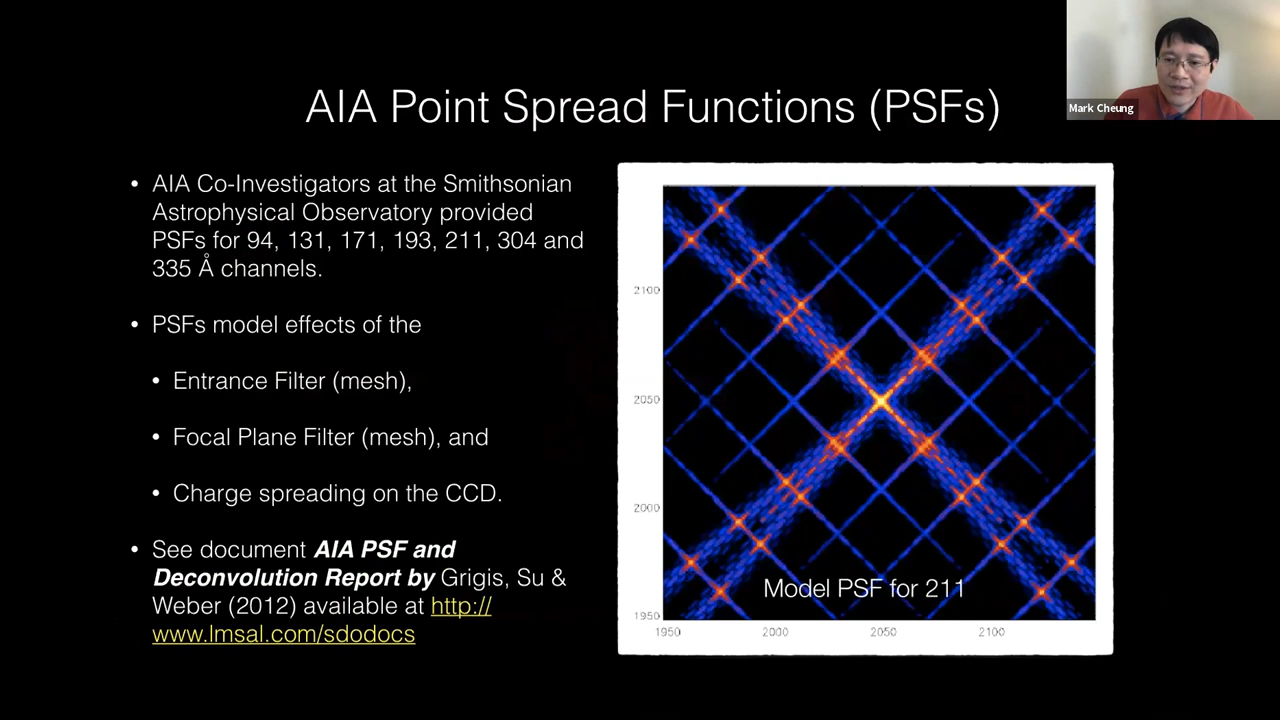 Mark Cheung
AIA Point Spread Functions (PSFs)
• AIA Co-Investigators at the Smithsonian
Astrophysical Observatory provided
PSFs for 94, 131, 171, 193, 211, 304 and
335 Å channels.
• PSFs model effects of the
• Entrance Filter (mesh),
• Focal Plane Filter (mesh), and
• Charge spreading on the CCD.
• See document AIA PSF and
Deconvolution Report by Grigis, Su &
Weber (2012) available at http://
www.lmsal.com/sdodocs
2100
2050
2000
1950
1950 2000 2050 2100
Model PSF for 211